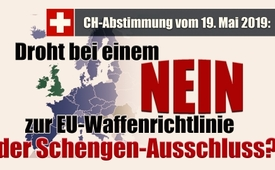 CH-Abstimmung vom 19. Mai 2019:
Droht bei einem
NEIN
zur EU-Waffenrichtlinie
der Schengen-Ausschluss?